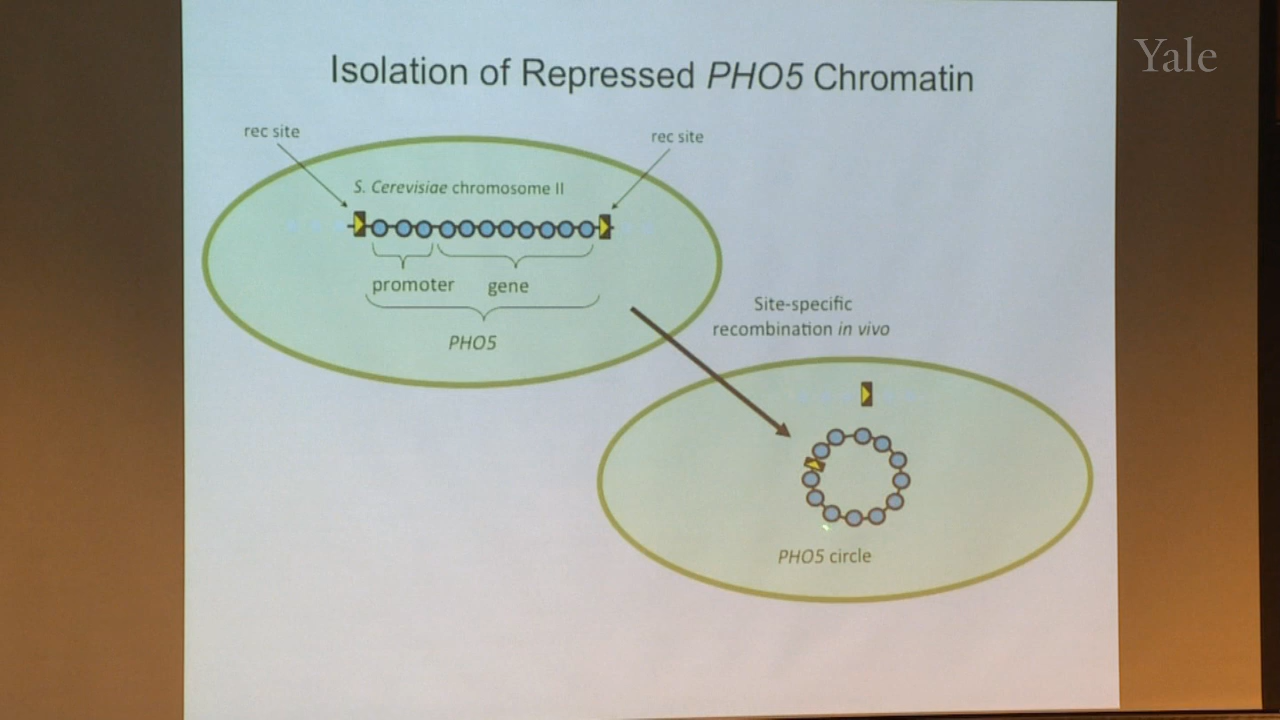 Yale
Isolation of Repressed PHO5 Chromatin
rec site
rec site
S. Cerevisiae chromosome II
promoter
gene
PHO5
Site-specific
recombination in vivo
PHO5 circle